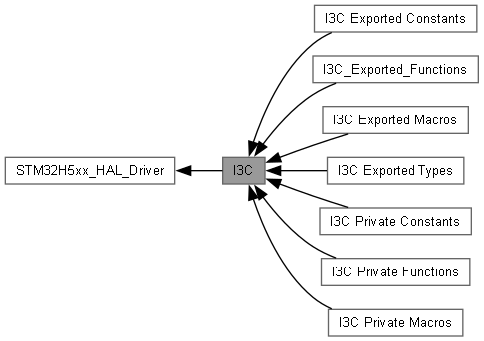 I3C Exported Constants
I3C_Exported_Functions
I3C Exported Macros
STM32H5xx_HAL_Driver
I3C
I3C Exported Types
I3C Private Constants
I3C Private Functions
I3C Private Macros